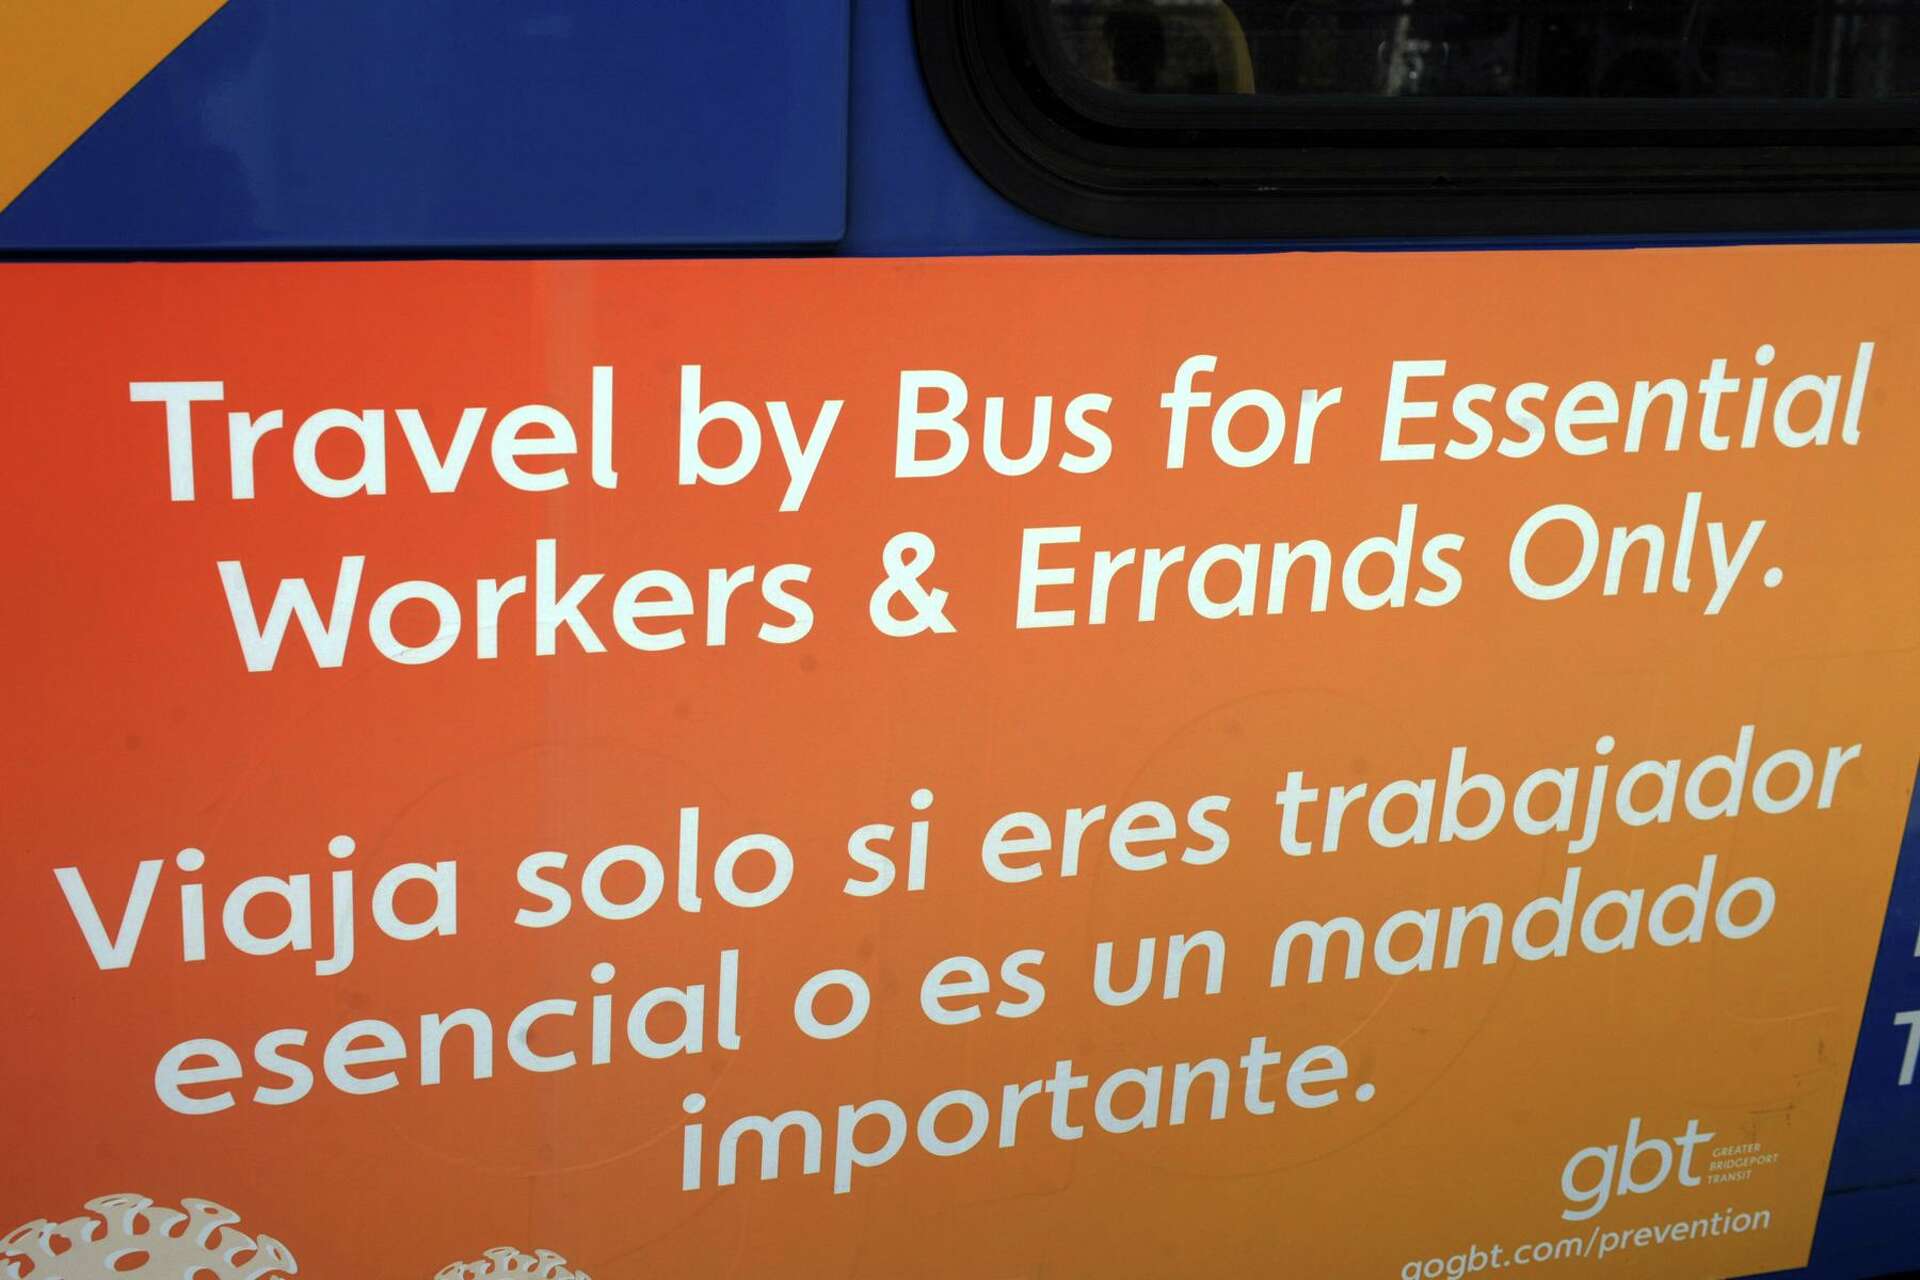 Travel by Bus for Essential
Workers & Errands Only.
Viaja solo si eres trabajador
esencial o es un mandado
importante.
gbt GREATER
BRIDGEPORT
TRANSIT
gogbt.com/prevention